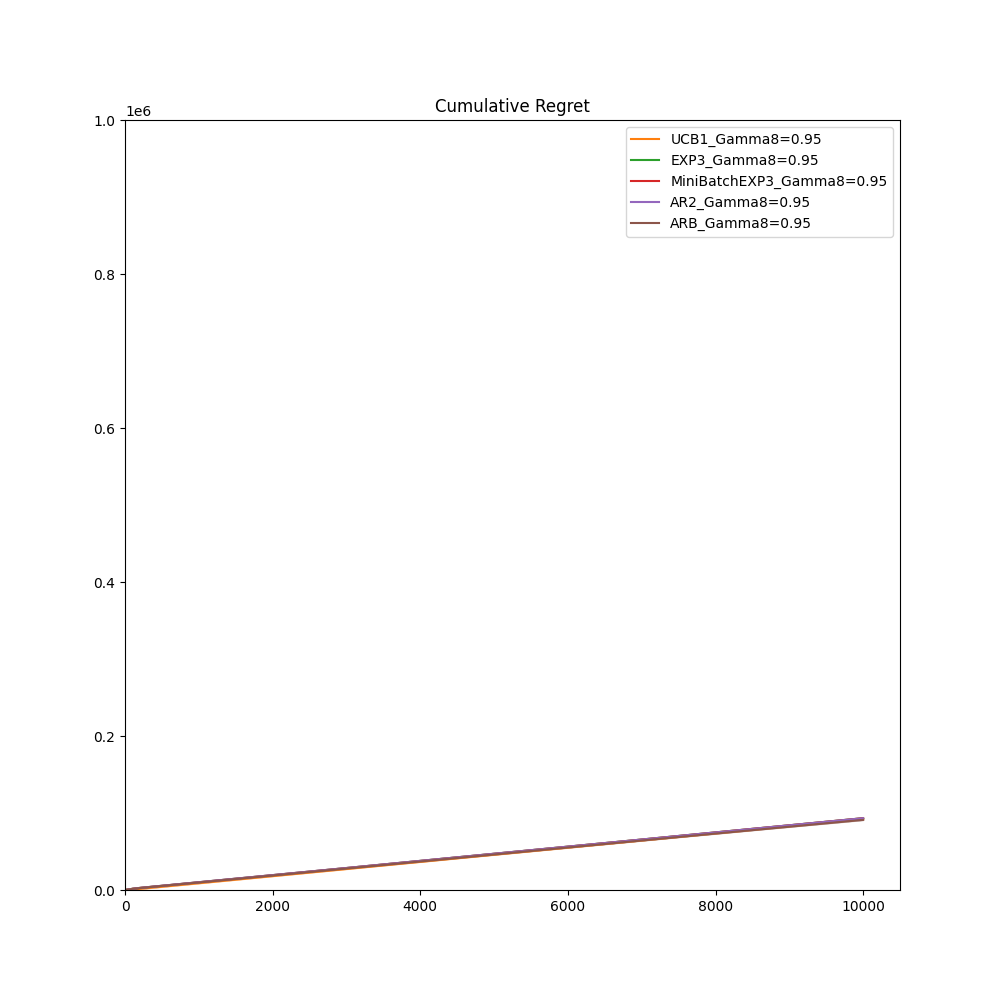 Cumulative Regret
1e6
1.0
0.8
0.6
0.4
0.2
0.0
UCB1_Gamma8=0.95
EXP3_Gamma8=0.95
MiniBatchEXP3_Gamma8=0.95
AR2_Gamma8=0.95
ARB_Gamma8=0.95
0 2000 4000 6000 8000 10000